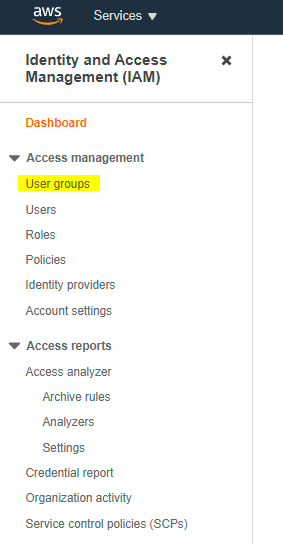 aws
Services
Identity and Access
Management (IAM)
Dashboard
Access management
User groups
Users
Roles
Policies
Identity providers
Account settings
Access reports
Access analyzer
Archive rules
Analyzers
Settings
Credential report
Organization activity
Service control policies (SCPs)